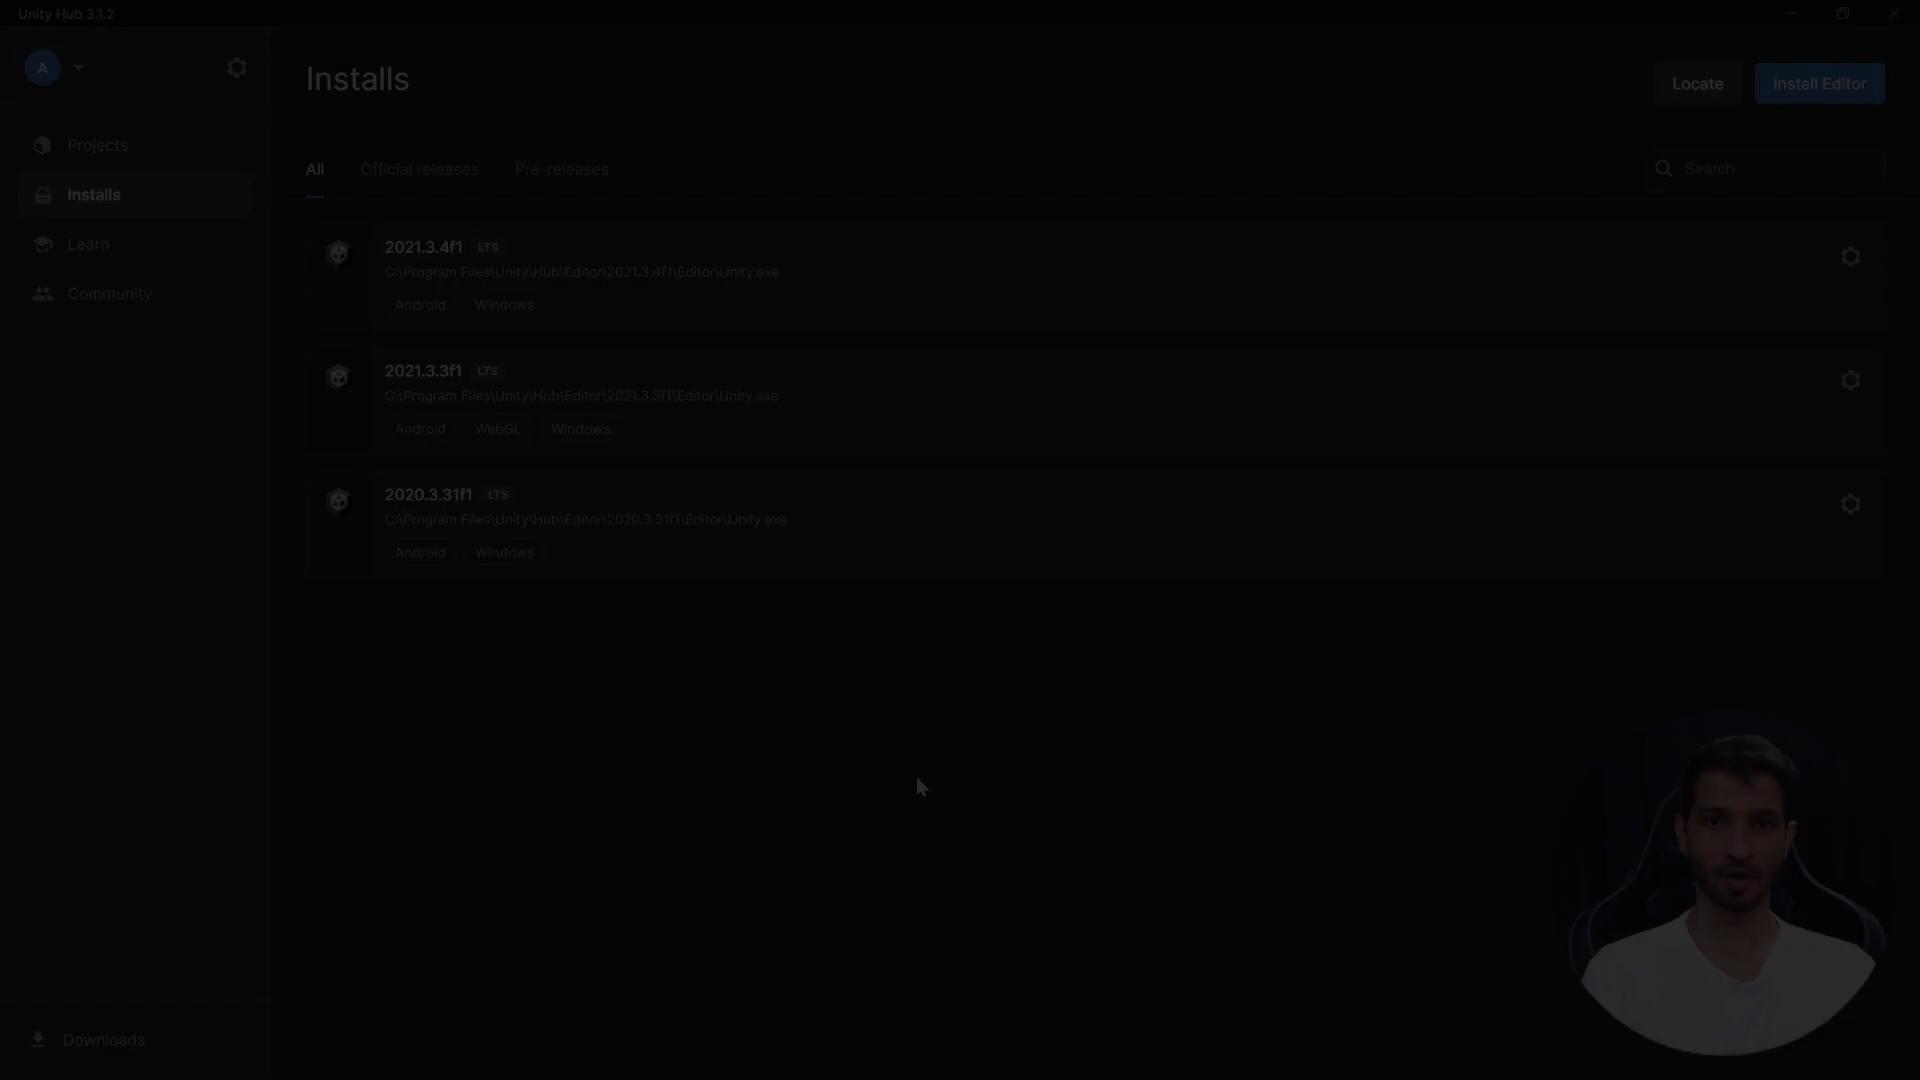 Unity Hub 3.1.2
A
Installs
Locate
Install Editor
Projects
Installs
Learn
Community
All
Official releases
Pre-releases
Search
2021.3.4f1 LTS
C:\Program Files\Unity\Hub\Editor\2021.3.4f1\Editor\Unity.exe
Android
Windows
2021.3.3f1 LTS
C:\Program Files\Unity\Hub\Editor\2021.3.3f1\Editor\Unity.exe
Android
WebGL
Windows
2020.3.31f1 LTS
C:\Program Files\Unity\Hub\Editor\2020.3.31f1\Editor\Unity.exe
Android
Windows
Downloads